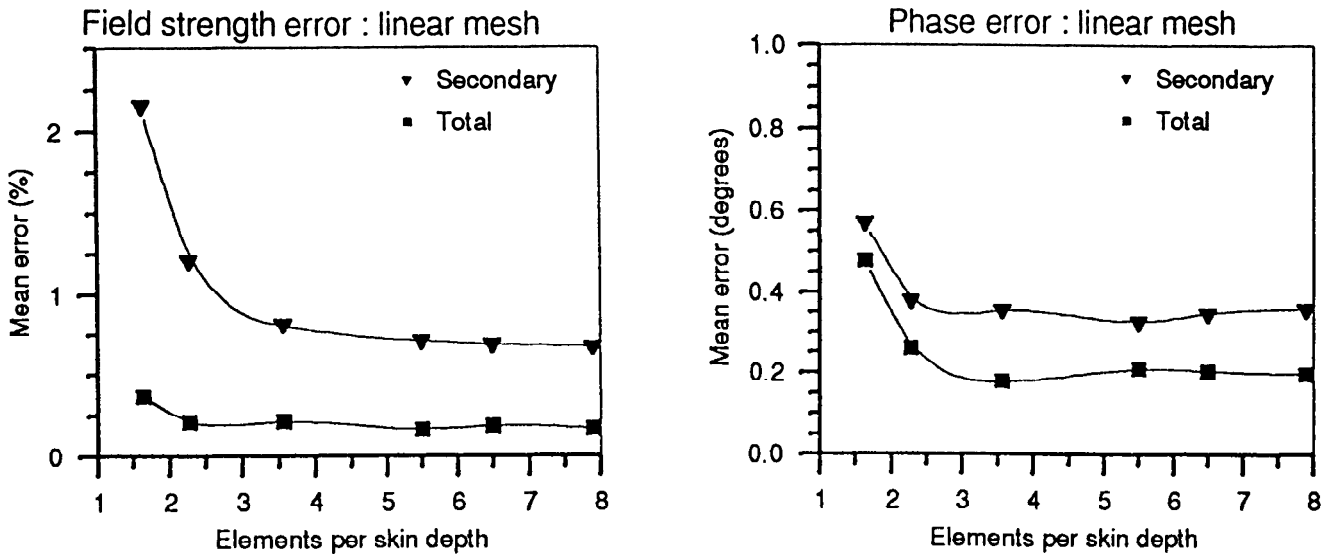 Field strength error : linear mesh
Secondary
Total
Mean error (%)
2
1
0
1 2 3 4 5 6 7 8
Elements per skin depth
Phase error : linear mesh
Secondary
Total
Mean error (degrees)
1.0
0.8
0.6
0.4
0.2
0.0
1 2 3 4 5 6 7 8
Elements per skin depth